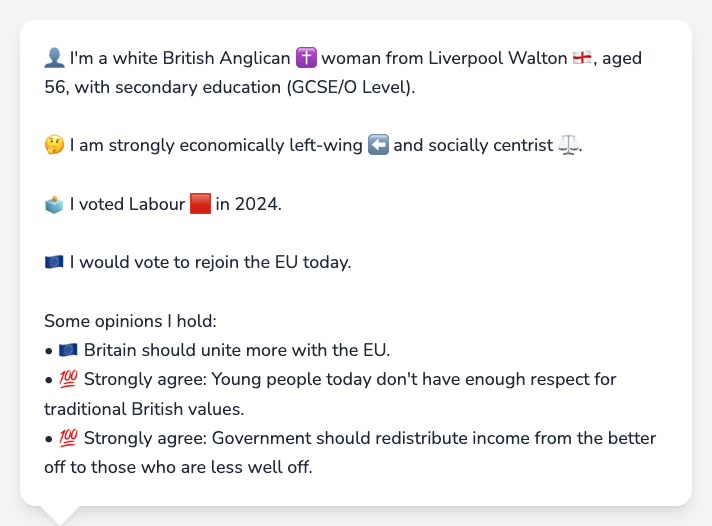 👤 I'm a white British Anglican ✝️ woman from Liverpool Walton 🏴󠁧󠁢󠁥󠁮󠁧󠁿, aged
56, with secondary education (GCSE/O Level).
🤔 I am strongly economically left-wing ⬅️ and socially centrist ⚖️.
🗳️ I voted Labour 🟥 in 2024.
🇪🇺 I would vote to rejoin the EU today.
Some opinions I hold:
• 🇪🇺 Britain should unite more with the EU.
• 💯 Strongly agree: Young people today don't have enough respect for
traditional British values.
• 💯 Strongly agree: Government should redistribute income from the better
off to those who are less well off.